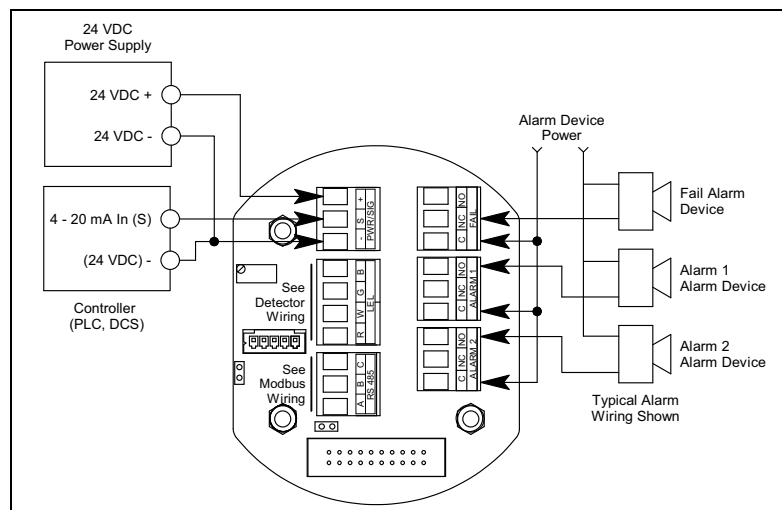 24 VDC
Power Supply
24 VDC +
24 VDC -
4 - 20 mA In (S)
(24 VDC) -
Controller
(PLC, DCS)
+
S
-
PWR/SIG
See
Detector
Wiring
B
G
W
R
LEL
See
Modbus
Wiring
C
B
A
RS 485
NO
NC
C
FAIL
NO
NC
C
ALARM 1
NO
NC
C
ALARM 2
Alarm Device
Power
Fail Alarm
Device
Alarm 1
Alarm Device
Alarm 2
Alarm Device
Typical Alarm
Wiring Shown